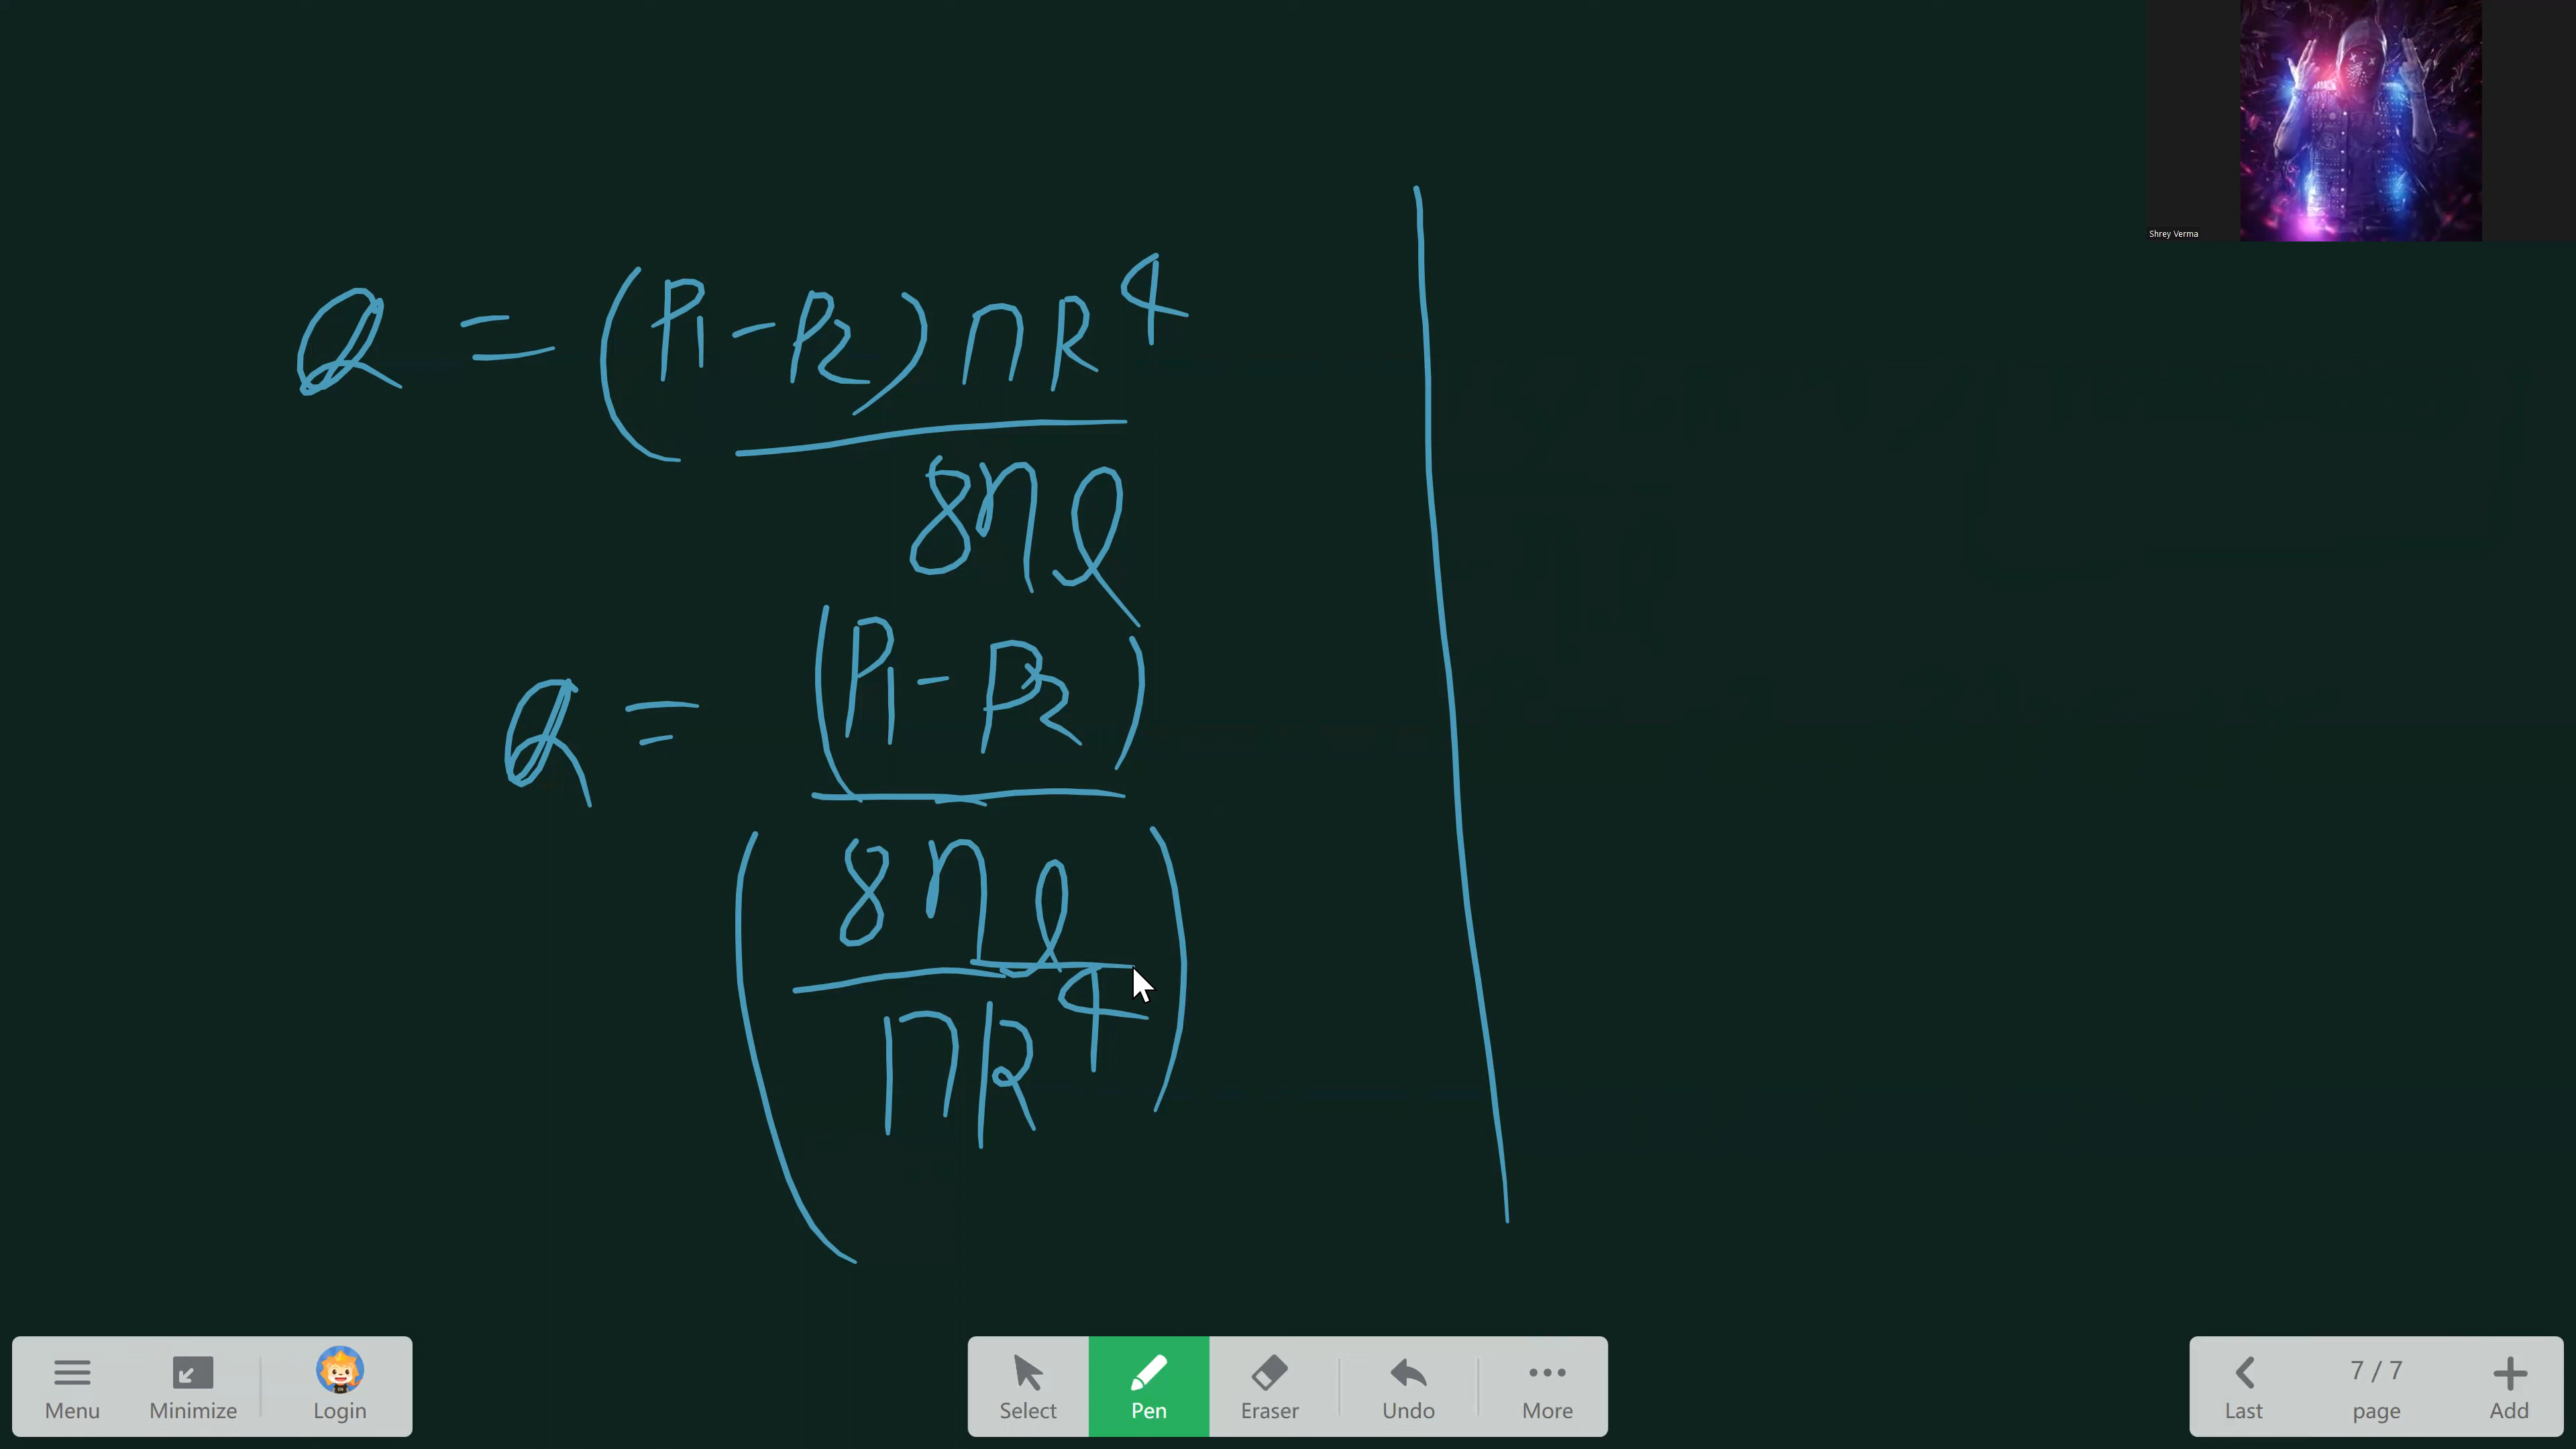 Shrey Verma
Q = (P₁ - P₂) πR⁴
8ηl
Q = (P₁ - P₂)
(8ηl
πR⁴)
Menu Minimize Login Select Pen Eraser Undo More Last 7 / 7 page Add